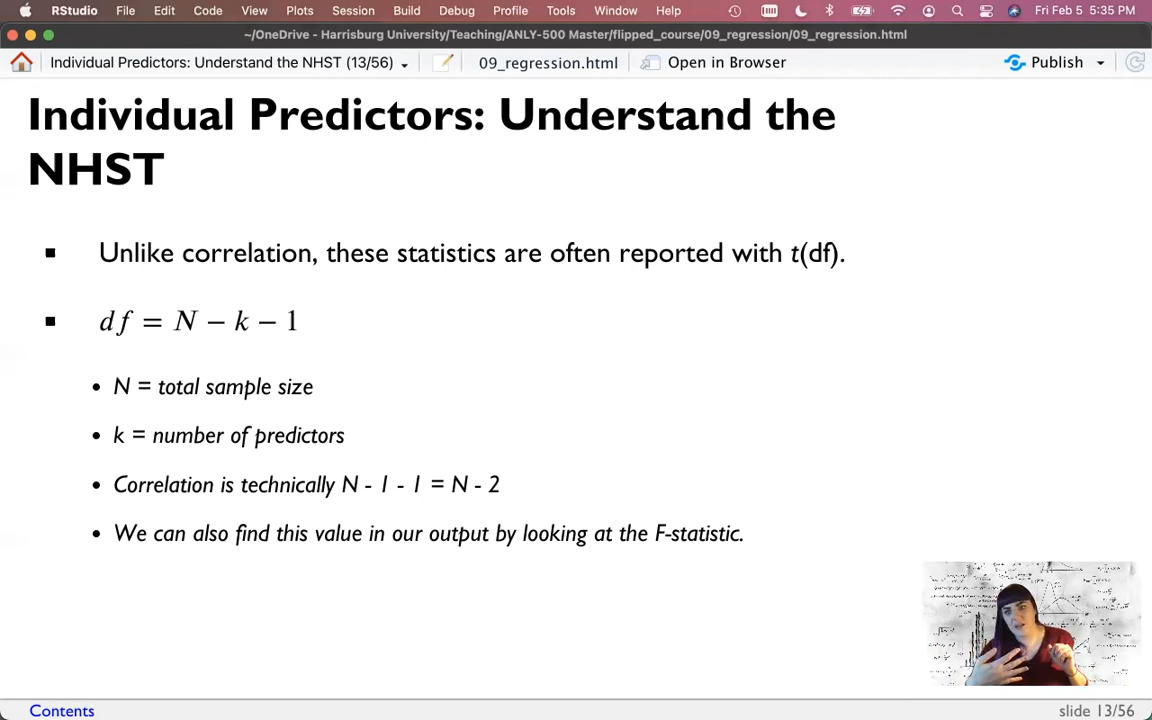 RStudio File Edit Code View Plots Session Build Debug Profile Tools Window Help Fri Feb 5 5:35 PM
~/OneDrive - Harrisburg University/Teaching/ANLY-500 Master/flipped_course/09_regression/09_regression.html
Individual Predictors: Understand the NHST (13/56) 09_regression.html Open in Browser Publish
Individual Predictors: Understand the
NHST
Unlike correlation, these statistics are often reported with t(df).
df = N − k − 1
• N = total sample size
• k = number of predictors
• Correlation is technically N - 1 - 1 = N - 2
• We can also find this value in our output by looking at the F-statistic.
Contents slide 13/56